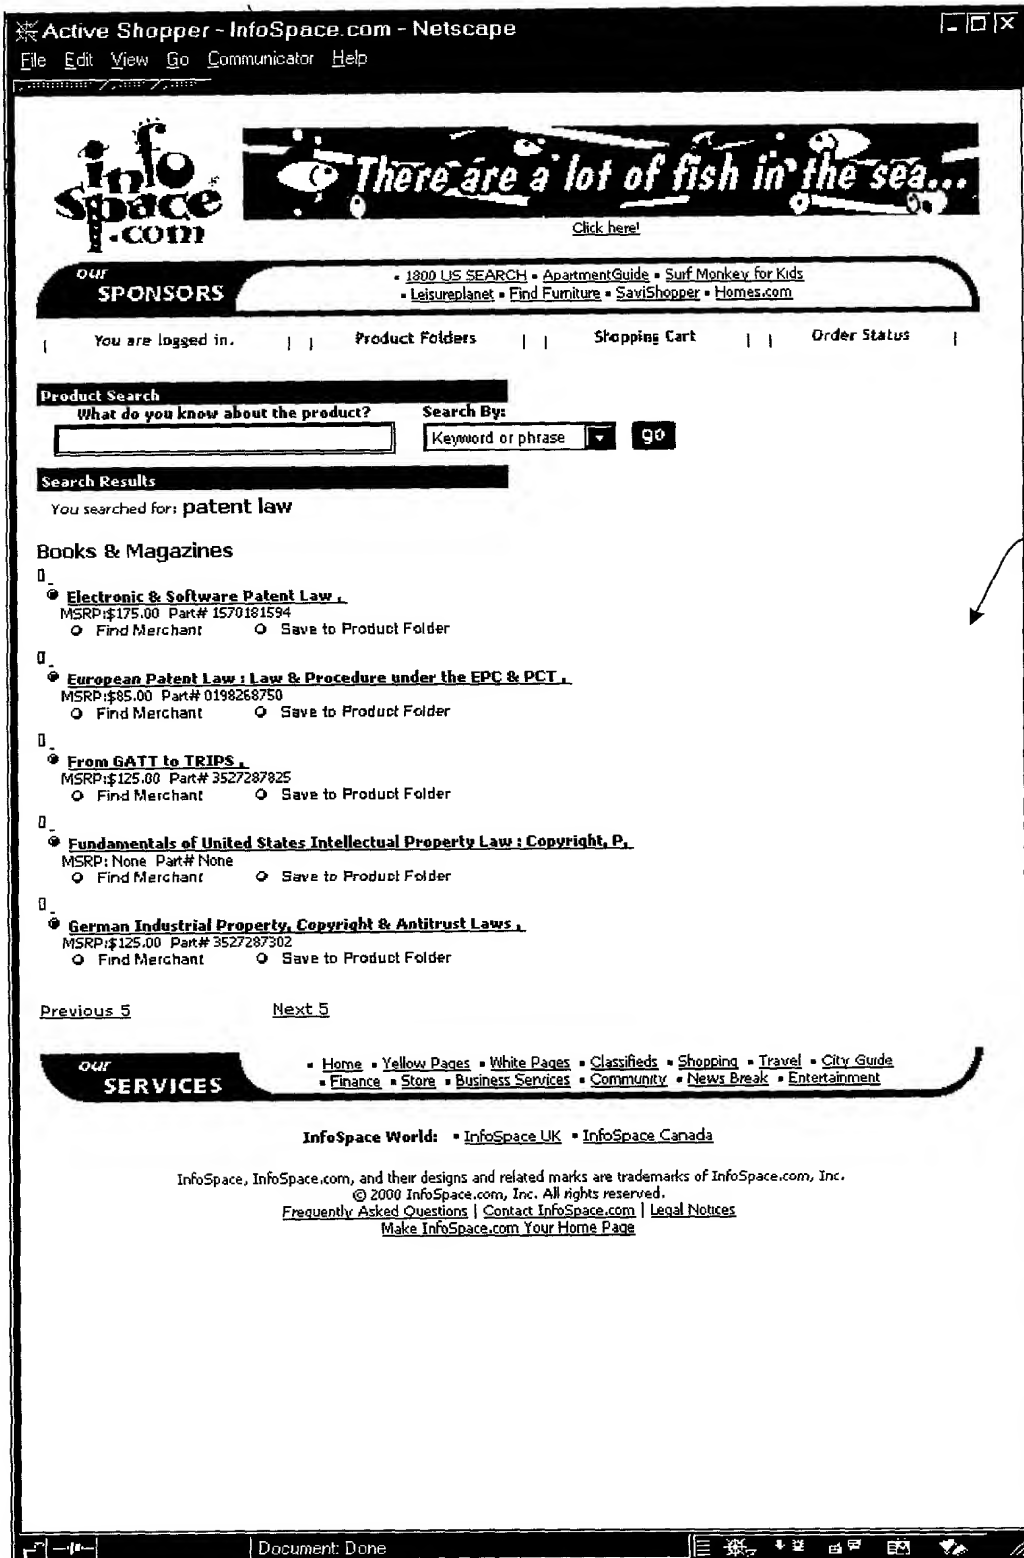 Active Shopper - InfoSpace.com - Netscape
File Edit View Go Communicator Help
info space .com
There are a lot of fish in the sea...
Click here!
our SPONSORS
▪ 1800 US SEARCH ▪ ApartmentGuide ▪ Surf Monkey for Kids
▪ Leisureplanet ▪ Find Furniture ▪ SaviShopper ▪ Homes.com
| You are logged in. | | Product Folders | | Shopping Cart | | Order Status |
Product Search
What do you know about the product? Search By:
Keyword or phrase go
Search Results
You searched for: patent law
Books & Magazines
Electronic & Software Patent Law ,
MSRP:$175.00 Part# 1570181594
Find Merchant Save to Product Folder
European Patent Law : Law & Procedure under the EPC & PCT ,
MSRP:$85.00 Part# 0198268750
Find Merchant Save to Product Folder
From GATT to TRIPS ,
MSRP:$125.00 Part# 3527287825
Find Merchant Save to Product Folder
Fundamentals of United States Intellectual Property Law : Copyright, P,
MSRP: None Part# None
Find Merchant Save to Product Folder
German Industrial Property, Copyright & Antitrust Laws ,
MSRP:$125.00 Part# 3527287302
Find Merchant Save to Product Folder
Previous 5 Next 5
our SERVICES
▪ Home ▪ Yellow Pages ▪ White Pages ▪ Classifieds ▪ Shopping ▪ Travel ▪ City Guide
▪ Finance ▪ Store ▪ Business Services ▪ Community ▪ News Break ▪ Entertainment
InfoSpace World: ▪ InfoSpace UK ▪ InfoSpace Canada
InfoSpace, InfoSpace.com, and their designs and related marks are trademarks of InfoSpace.com, Inc.
© 2000 InfoSpace.com, Inc. All rights reserved.
Frequently Asked Questions | Contact InfoSpace.com | Legal Notices
Make InfoSpace.com Your Home Page
Document: Done